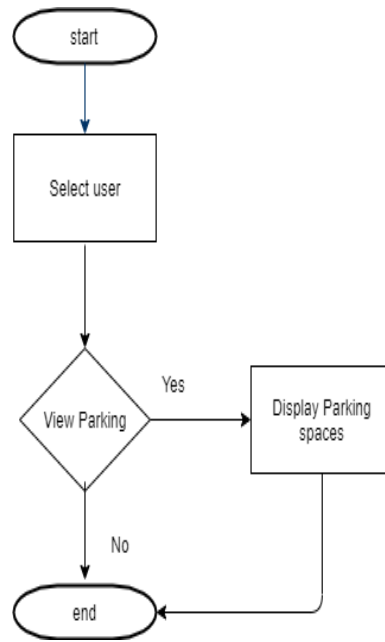 start
Select user
View Parking
Yes
Display Parking
spaces
No
end